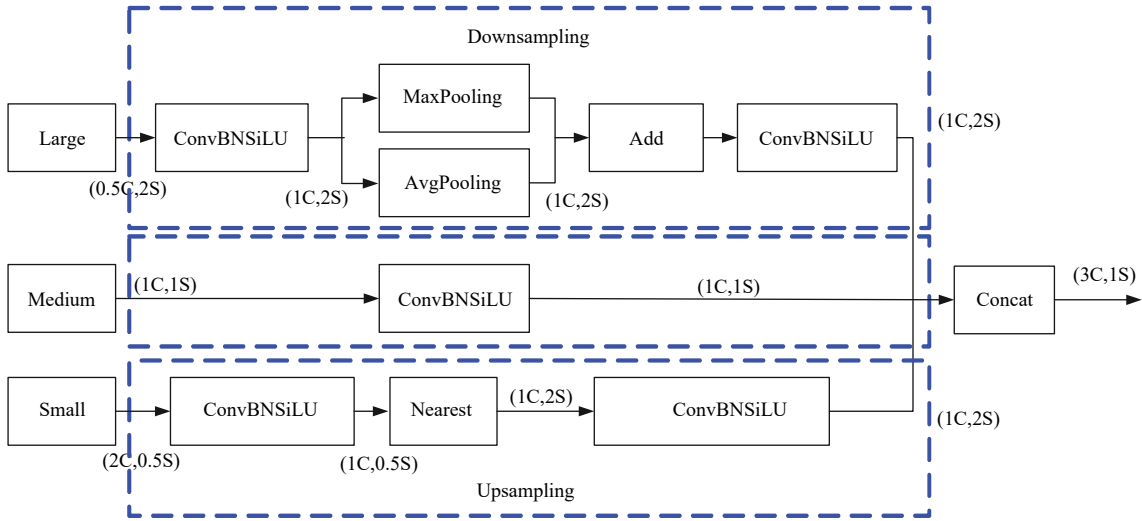 Downsampling
Large
(0.5C,2S)
ConvBNSiLU
(1C,2S)
MaxPooling
AvgPooling
(1C,2S)
Add
ConvBNSiLU
(1C,2S)
Medium
(1C,1S)
ConvBNSiLU
(1C,1S)
Concat
(3C,1S)
Small
(2C,0.5S)
ConvBNSiLU
(1C,0.5S)
Nearest
(1C,2S)
ConvBNSiLU
(1C,2S)
Upsampling